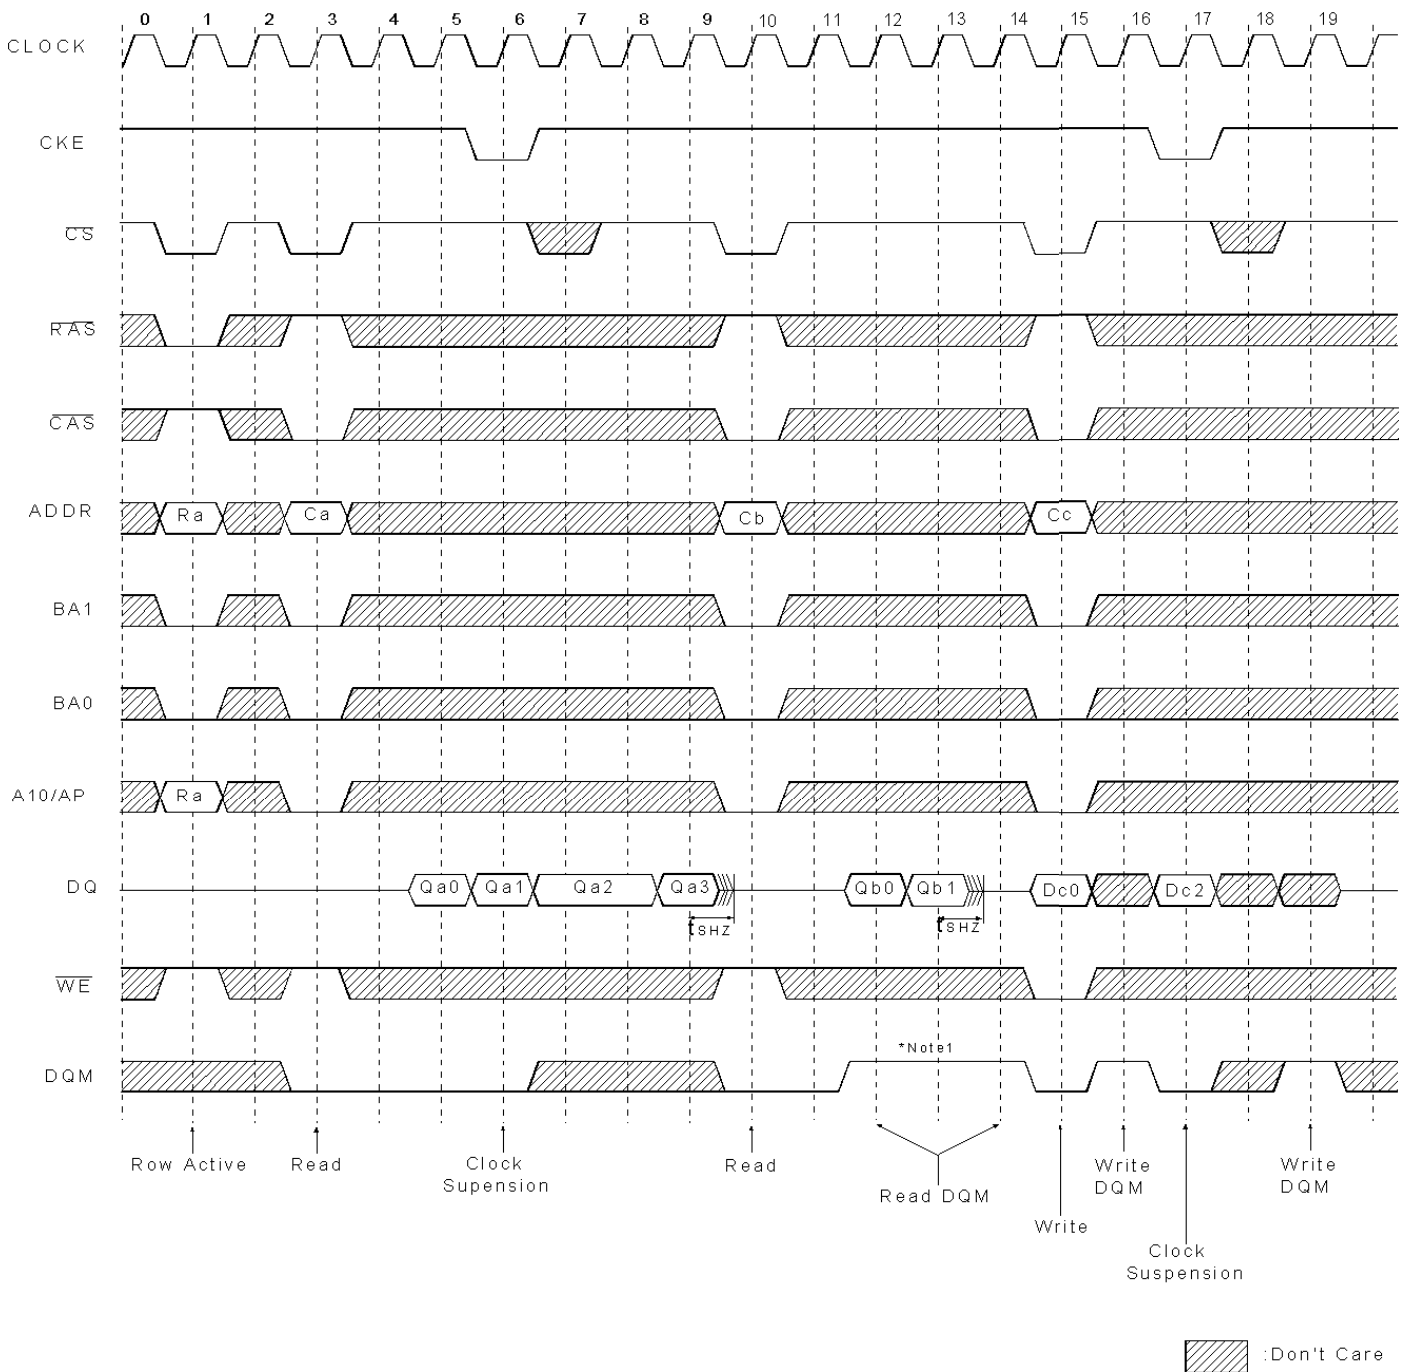 0 1 2 3 4 5 6 7 8 9 10 11 12 13 14 15 16 17 18 19
CLOCK
CKE
CS
RAS
CAS
ADDR Ra Ca Cb Cc
BA1
BA0
A10/AP Ra
DQ Qa0 Qa1 Qa2 Qa3 Qb0 Qb1 Dc0 Dc2
tSHZ tSHZ
WE
*Note1
DQM
Row Active Read Clock Read Write Write
Supension DQM DQM
Read DQM
Write
Clock
Suspension
:Don't Care